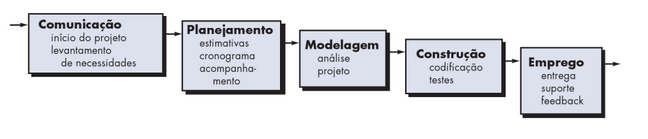 Comunicação
início do projeto
levantamento
de necessidades
Planejamento
estimativas
cronograma
acompanha-
mento
Modelagem
análise
projeto
Construção
codificação
testes
Emprego
entrega
suporte
feedback